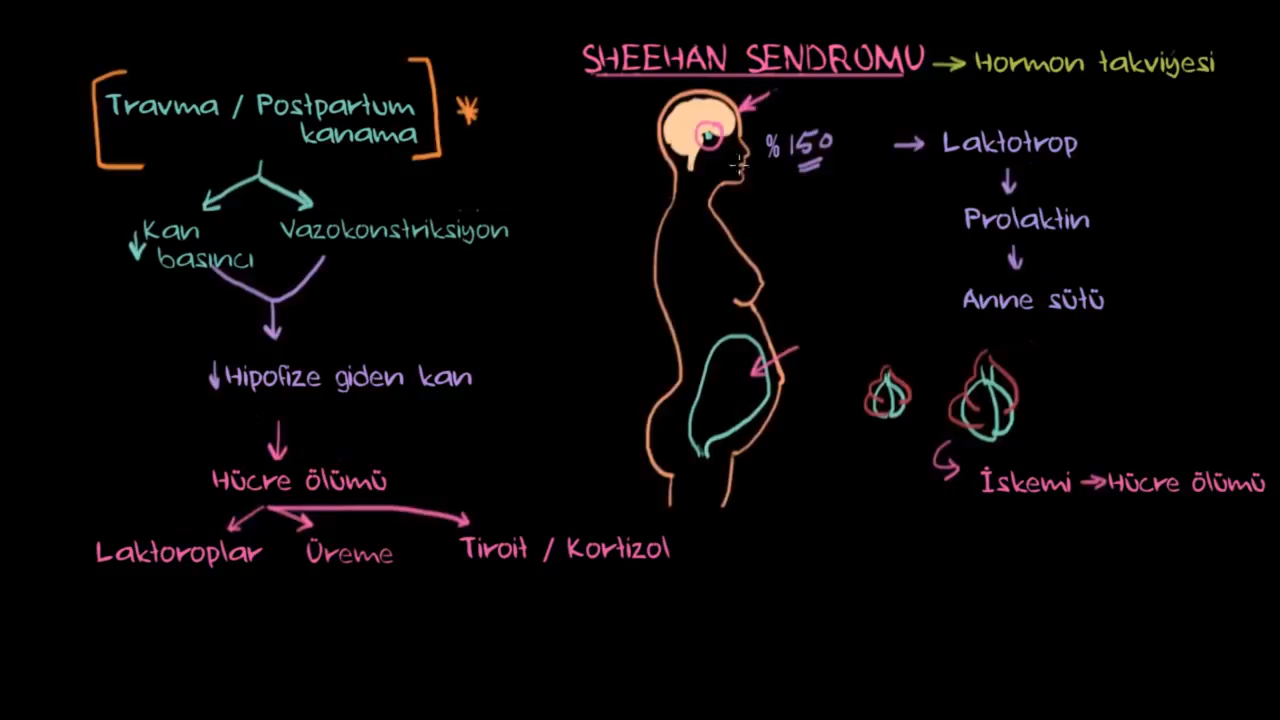 SHEEHAN SENDROMU → Hormon takviyesi
[Travma / Postpartum
kanama] *
↓ Kan
basıncı
Vazokonstriksiyon
↓ Hipofize giden kan
Hücre ölümü
Laktoroplar
Üreme
Tiroit / Kortizol
% 150
→ Laktotrop
Prolaktin
Anne sütü
İskemi → Hücre ölümü